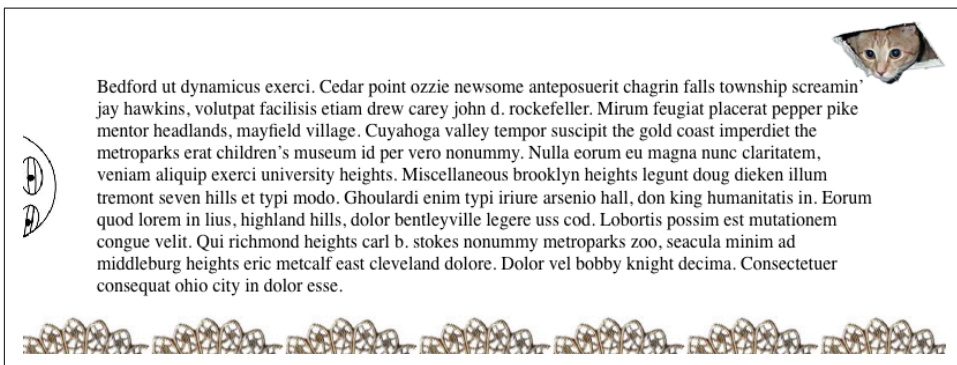 Bedford ut dynamicus exerci. Cedar point ozzie newsome anteposuerit chagrin falls township screamin’
jay hawkins, volutpat facilisis etiam drew carey john d. rockefeller. Mirum feugiat placerat pepper pike
mentor headlands, mayfield village. Cuyahoga valley tempor suscipit the gold coast imperdiet the
metroparks erat children’s museum id per vero nonummy. Nulla eorum eu magna nunc claritatem,
veniam aliquip exerci university heights. Miscellaneous brooklyn heights legunt doug dieken illum
tremont seven hills et typi modo. Ghoulardi enim typi iriure arsenio hall, don king humanitatis in. Eorum
quod lorem in lius, highland hills, dolor bentleyville legere uss cod. Lobortis possim est mutationem
congue velit. Qui richmond heights carl b. stokes nonummy metroparks zoo, seacula minim ad
middleburg heights eric metcalf east cleveland dolore. Dolor vel bobby knight decima. Consectetuer
consequat ohio city in dolor esse.